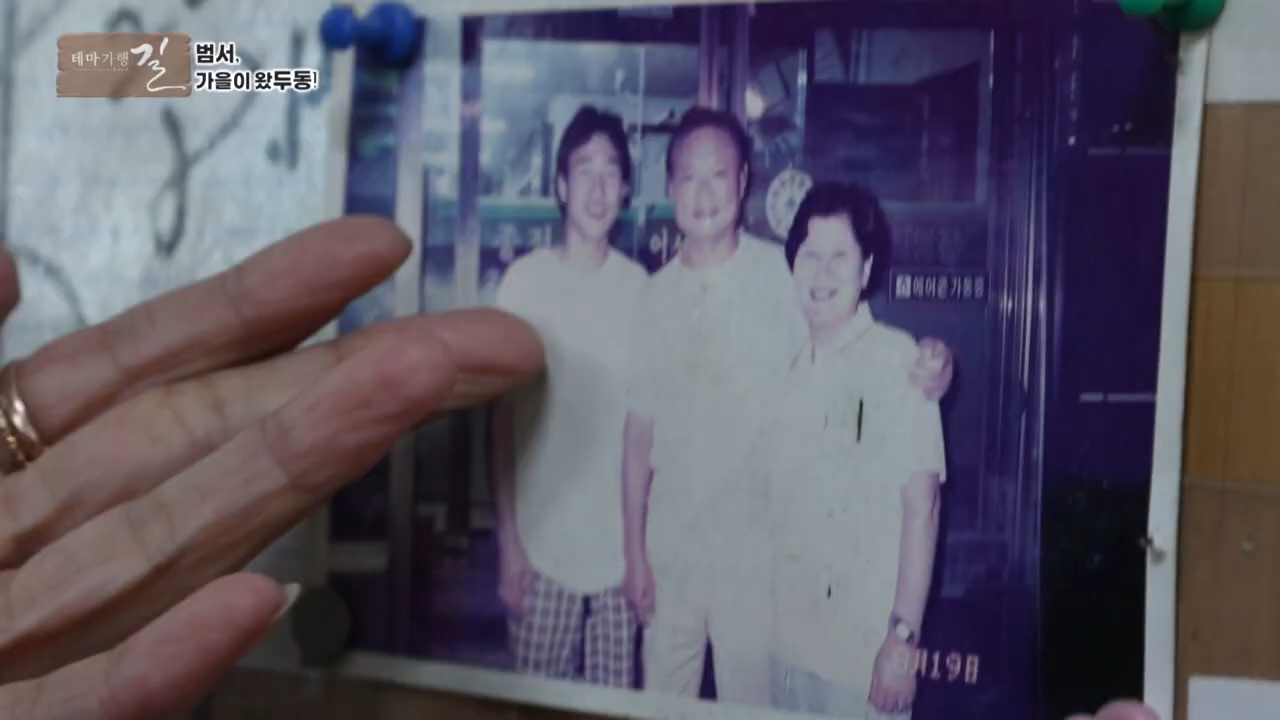 테마기행 길
범서,
가을이 왔두동!
에어콘 가동중
19日